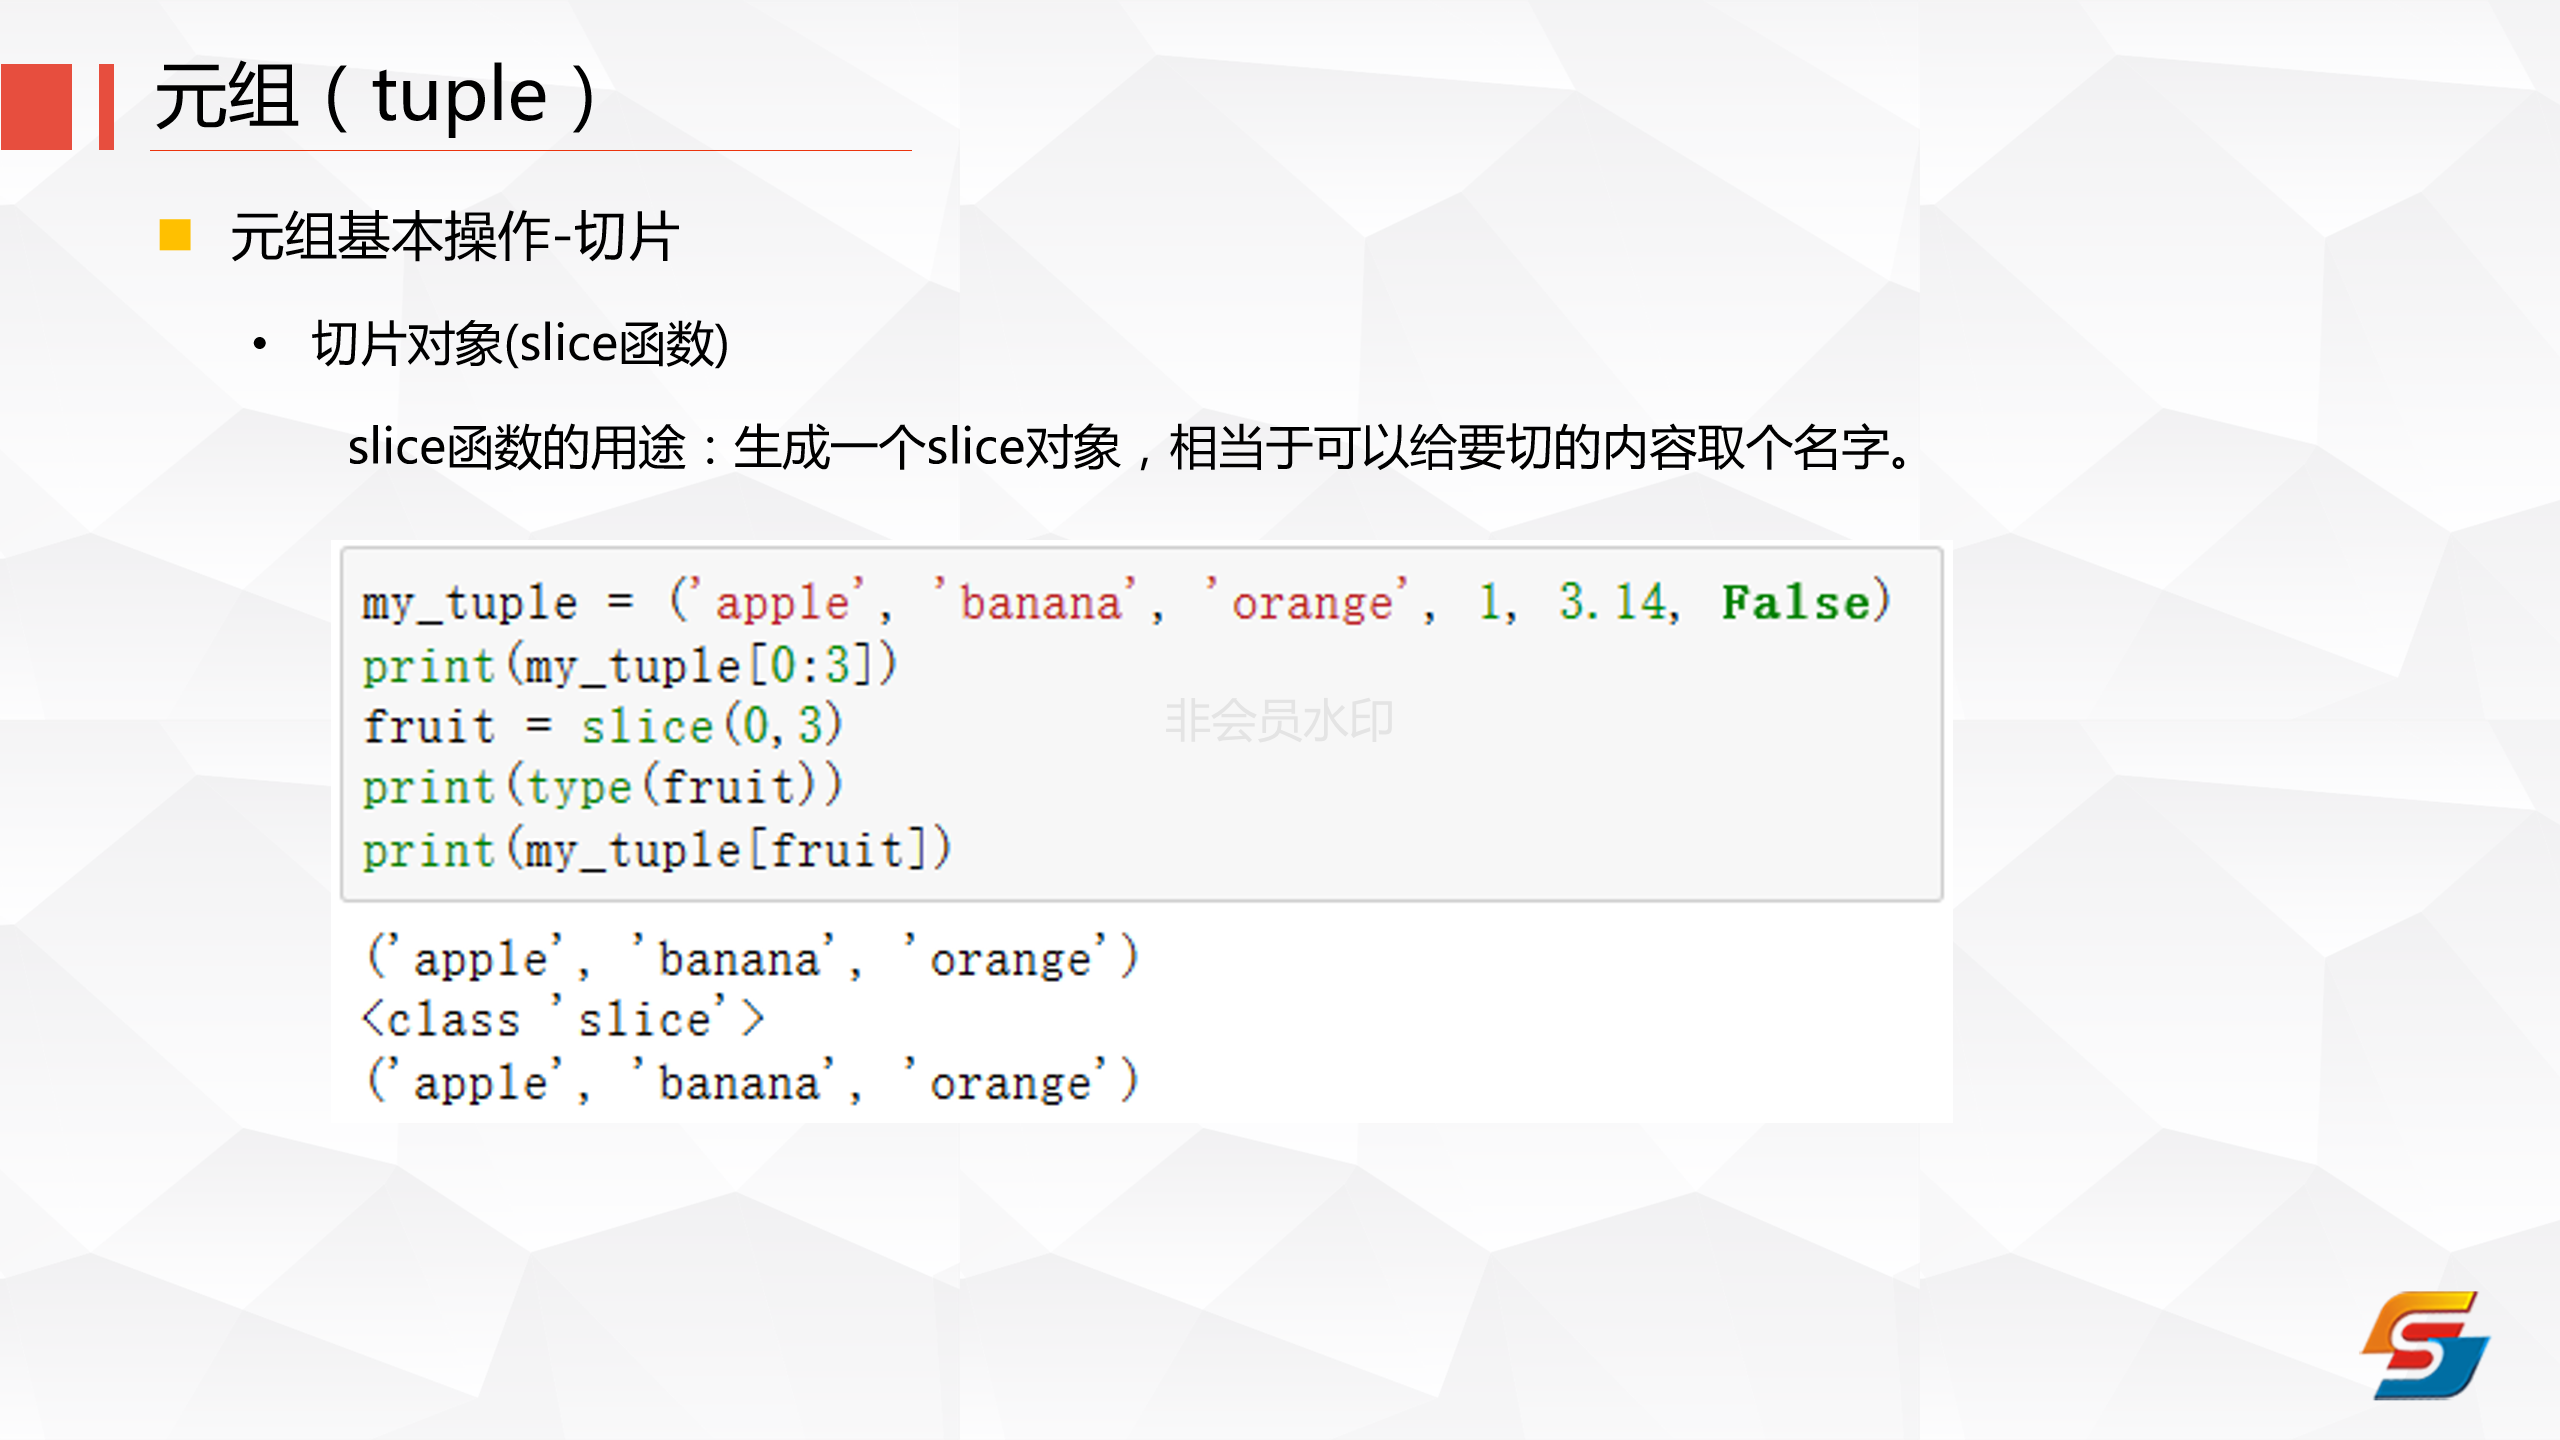 元组（tuple）
元组基本操作-切片
• 切片对象(slice函数)
slice函数的用途：生成一个slice对象，相当于可以给要切的内容取个名字。
my_tuple = ('apple', 'banana', 'orange', 1, 3.14, False)
print(my_tuple[0:3])
fruit = slice(0,3)
非会员水印
print(type(fruit))
print(my_tuple[fruit])
('apple', 'banana', 'orange')
<class 'slice'>
('apple', 'banana', 'orange')